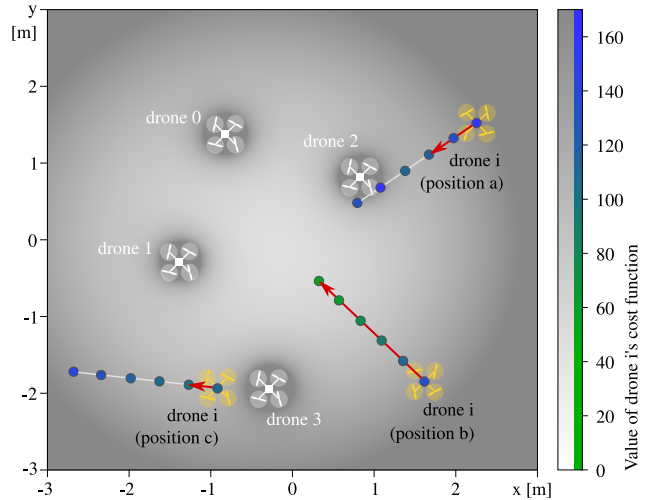 y
[m]
3
2
1
0
-1
-2
-3
-3
-2
-1
0
1
2
3
x [m]
drone 0
drone 2
drone i
(position a)
drone 1
drone i
(position c)
drone 3
drone i
(position b)
160
140
120
100
80
60
40
20
0
Value of drone i's cost function